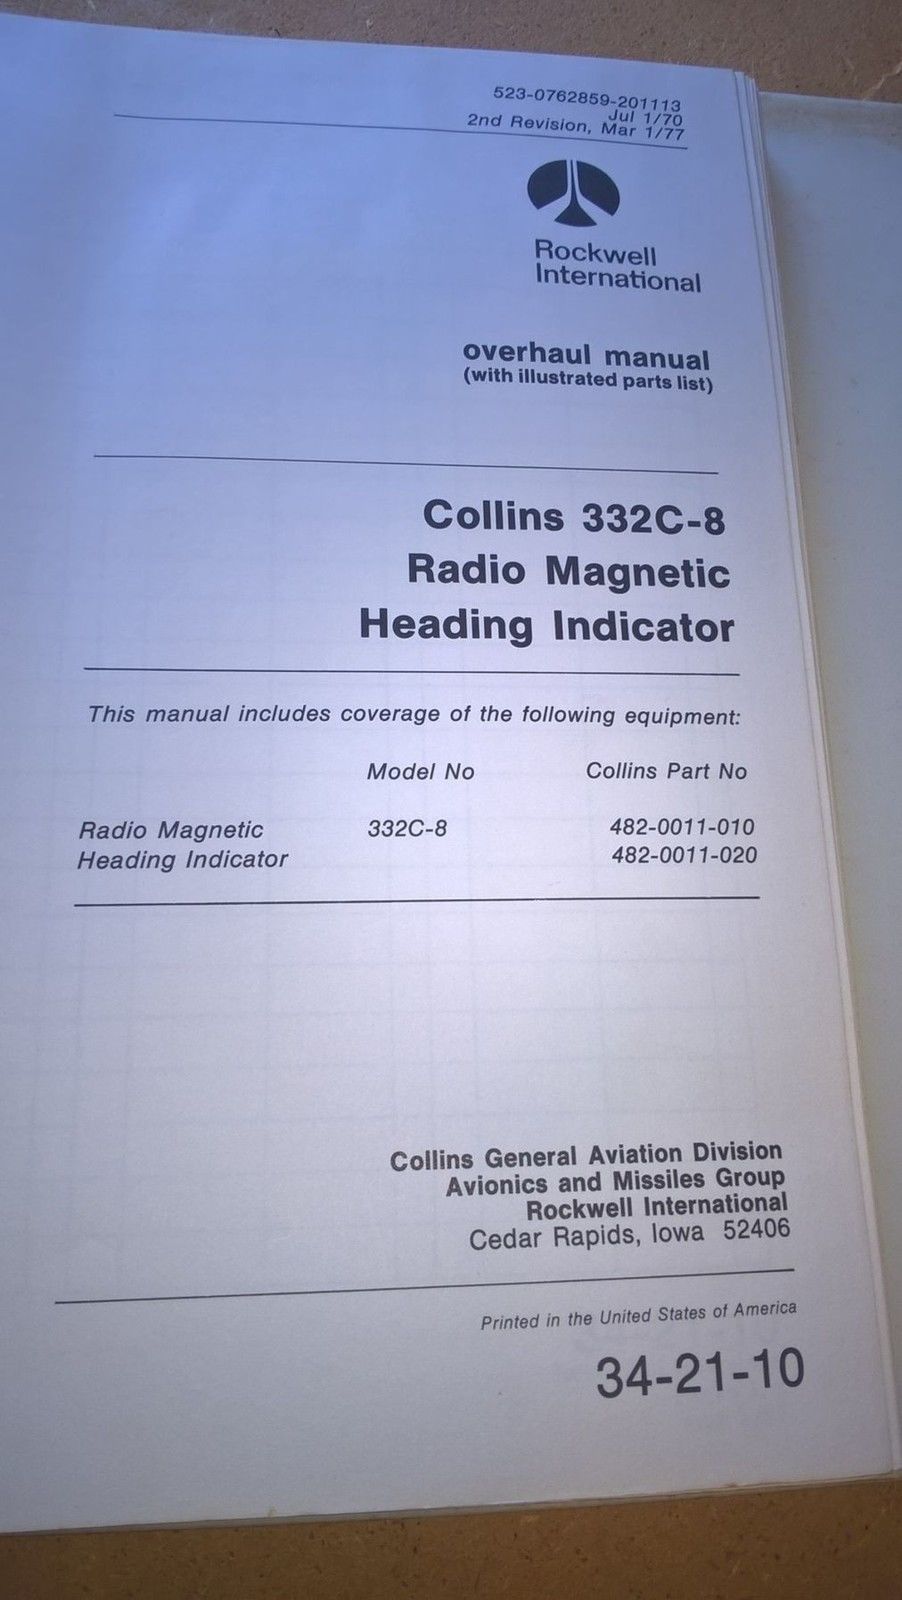 523-0762859-201113
Jul 1/70
2nd Revision, Mar 1/77
Rockwell
International
overhaul manual
(with illustrated parts list)
Collins 332C-8
Radio Magnetic
Heading Indicator
This manual includes coverage of the following equipment:
Model No Collins Part No
Radio Magnetic 332C-8 482-0011-010
Heading Indicator 482-0011-020
Collins General Aviation Division
Avionics and Missiles Group
Rockwell International
Cedar Rapids, Iowa 52406
Printed in the United States of America
34-21-10